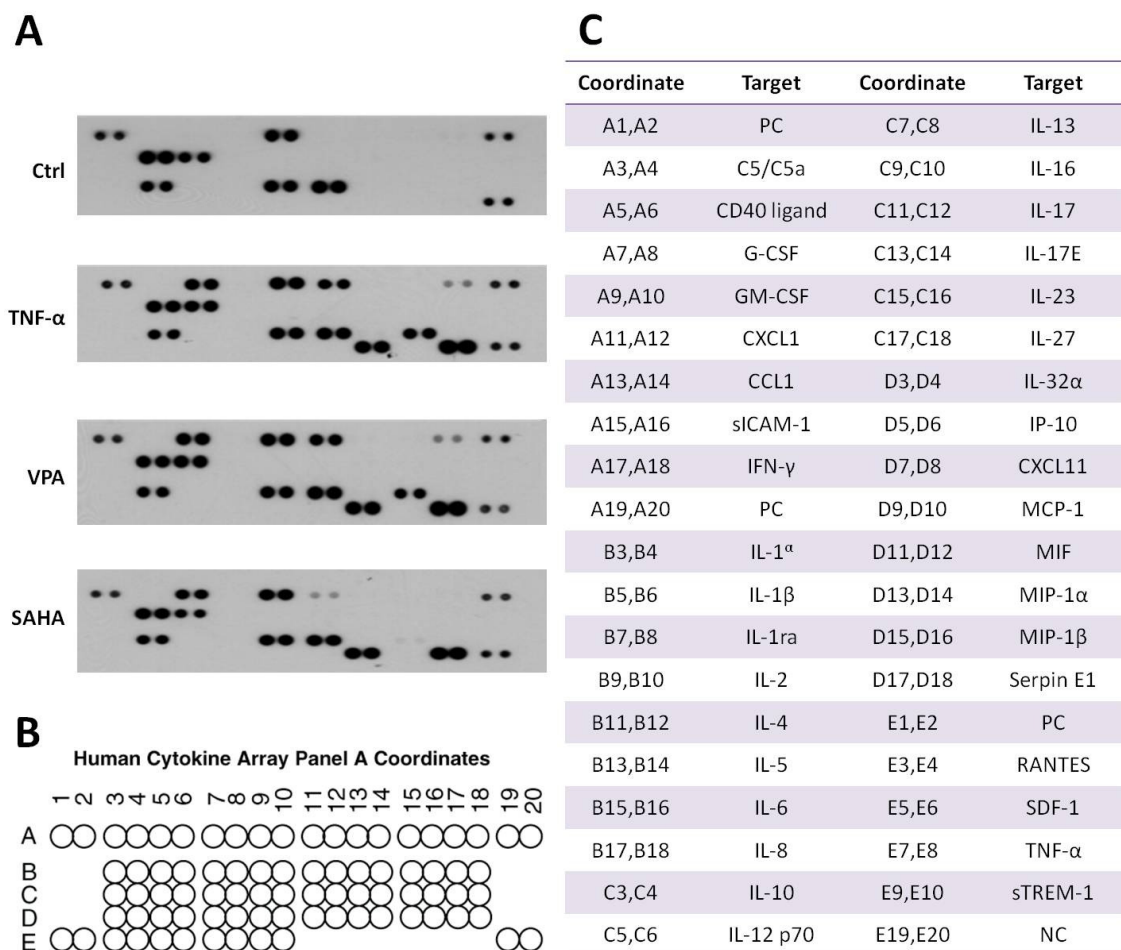 A
Ctrl
TNF-α
VPA
SAHA
B
Human Cytokine Array Panel A Coordinates
1 2 3 4 5 6 7 8 9 10 11 12 13 14 15 16 17 18 19 20
A
B
C
D
E
C
Coordinate Target Coordinate Target
A1,A2 PC C7,C8 IL-13
A3,A4 C5/C5a C9,C10 IL-16
A5,A6 CD40 ligand C11,C12 IL-17
A7,A8 G-CSF C13,C14 IL-17E
A9,A10 GM-CSF C15,C16 IL-23
A11,A12 CXCL1 C17,C18 IL-27
A13,A14 CCL1 D3,D4 IL-32α
A15,A16 sICAM-1 D5,D6 IP-10
A17,A18 IFN-γ D7,D8 CXCL11
A19,A20 PC D9,D10 MCP-1
B3,B4 IL-1ᵅ D11,D12 MIF
B5,B6 IL-1β D13,D14 MIP-1α
B7,B8 IL-1ra D15,D16 MIP-1β
B9,B10 IL-2 D17,D18 Serpin E1
B11,B12 IL-4 E1,E2 PC
B13,B14 IL-5 E3,E4 RANTES
B15,B16 IL-6 E5,E6 SDF-1
B17,B18 IL-8 E7,E8 TNF-α
C3,C4 IL-10 E9,E10 sTREM-1
C5,C6 IL-12 p70 E19,E20 NC